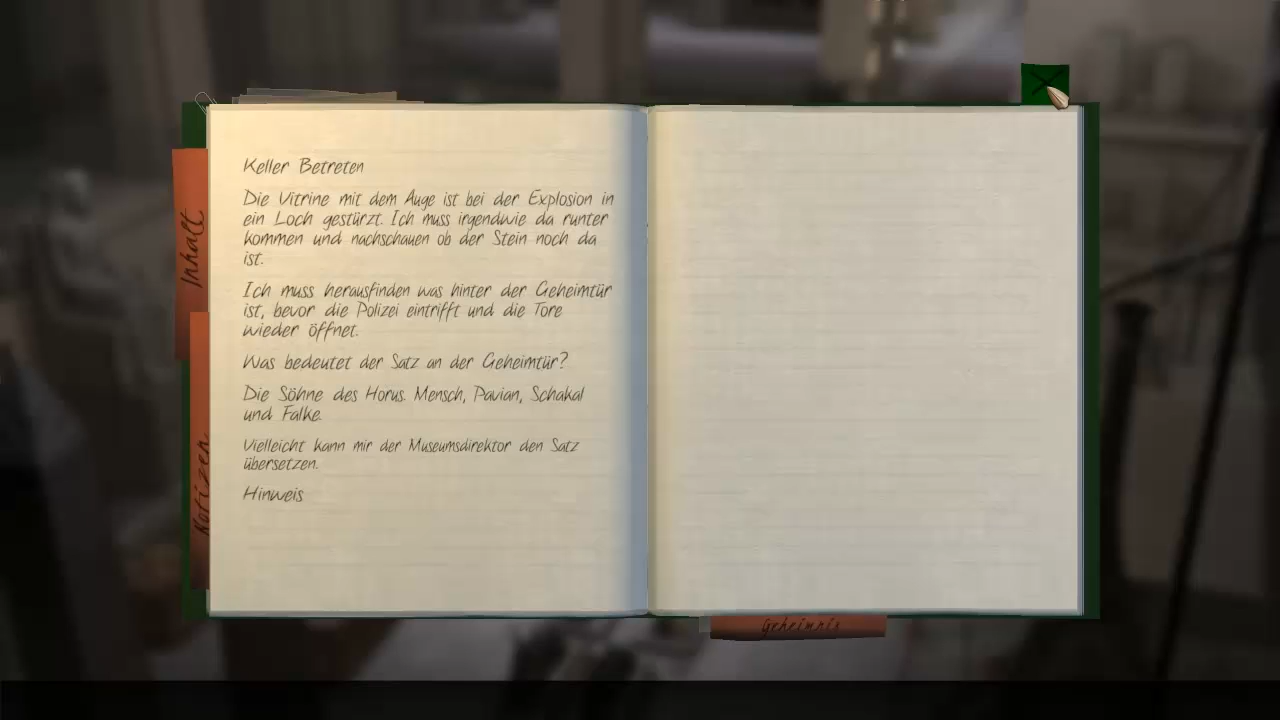 Keller Betreten
Die Vitrine mit dem Auge ist bei der Explosion in
ein Loch gestürzt. Ich muss irgendwie da runter
kommen und nachschauen ob der Stein noch da
ist.
Ich muss herausfinden was hinter der Geheimtür
ist, bevor die Polizei eintrifft und die Tore
wieder öffnet.
Was bedeutet der Satz an der Geheimtür?
Die Söhne des Horus. Mensch, Pavian, Schakal
und Falke.
Vielleicht kann mir der Museumsdirektor den Satz
übersetzen.
Hinweis
Inhalt
Notizen
Geheimnis